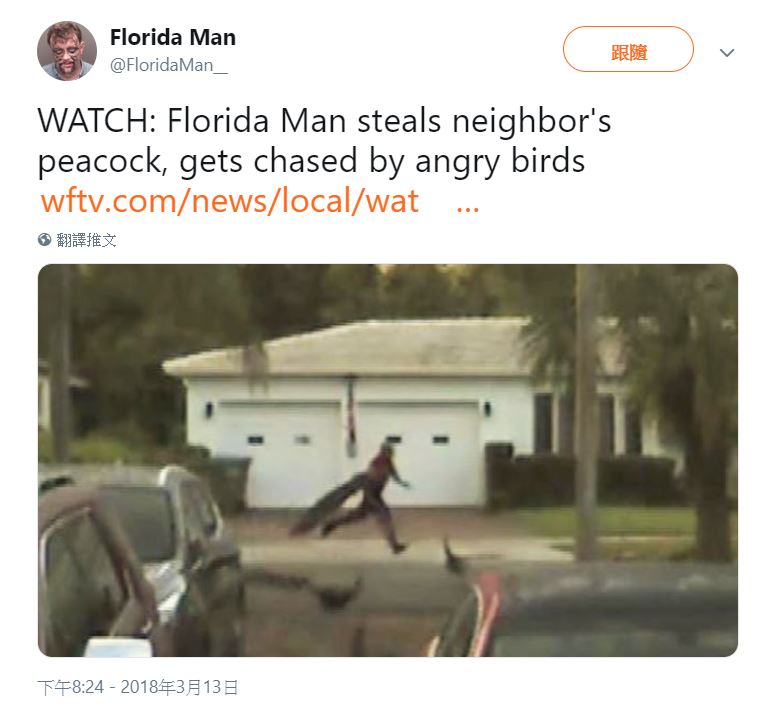 Florida Man
@FloridaMan__
跟隨
WATCH: Florida Man steals neighbor's
peacock, gets chased by angry birds
wftv.com/news/local/wat ...
翻譯推文
下午8:24 - 2018年3月13日